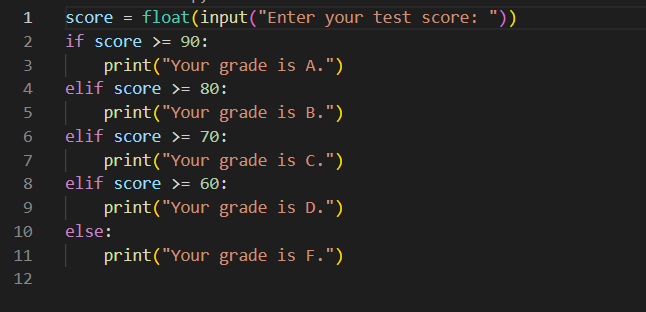 1 score = float(input("Enter your test score: "))
2 if score >= 90:
3     print("Your grade is A.")
4 elif score >= 80:
5     print("Your grade is B.")
6 elif score >= 70:
7     print("Your grade is C.")
8 elif score >= 60:
9     print("Your grade is D.")
10 else:
11     print("Your grade is F.")
12